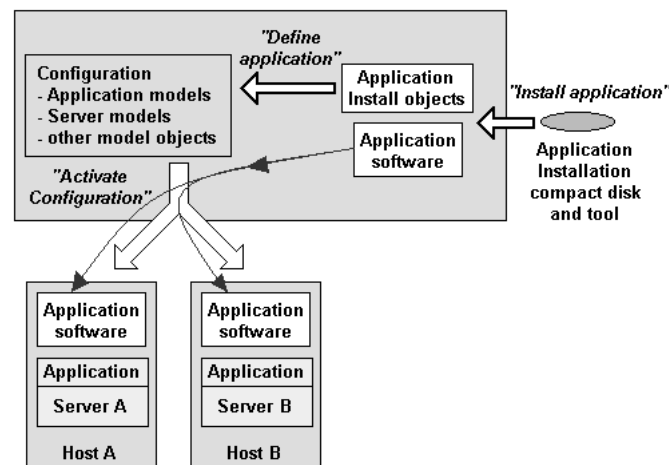 "Define
application"
Configuration
- Application models
- Server models
- other model objects
Application
Install objects
"Install application"
Application
software
Application
Installation
compact disk
and tool
"Activate
Configuration"
Application
software
Application
Server A
Host A
Application
software
Application
Server B
Host B